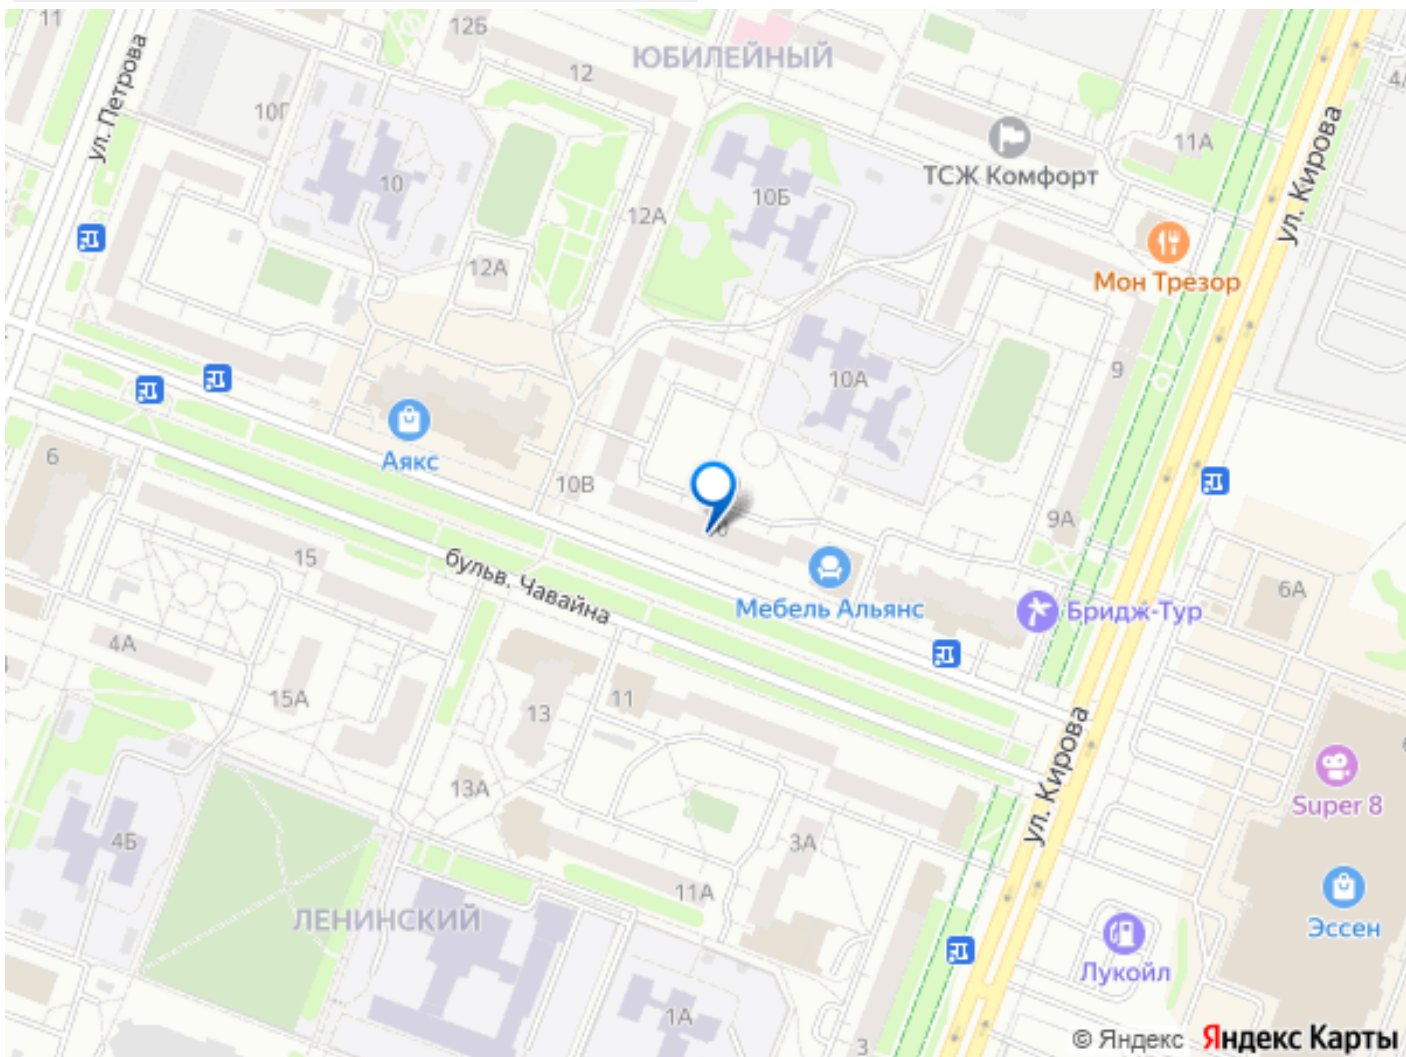 11
12Б
ЮБИЛЕЙНЫЙ
12
ул. Петрова
10Г
4А
ул. Кирова
11А
ТСЖ Комфорт
10
10Б
12А
12А
Мон Трезор
9
10А
Аякс
6
10В
9А
15
бульв. Чавайна
Мебель Альянс
Бридж-Тур
6А
4А
15А
13
11
ул. Кирова
13А
Super 8
4Б
3А
11А
ЛЕНИНСКИЙ
Эссен
Лукойл
1А
3
© Яндекс Яндекс Карты